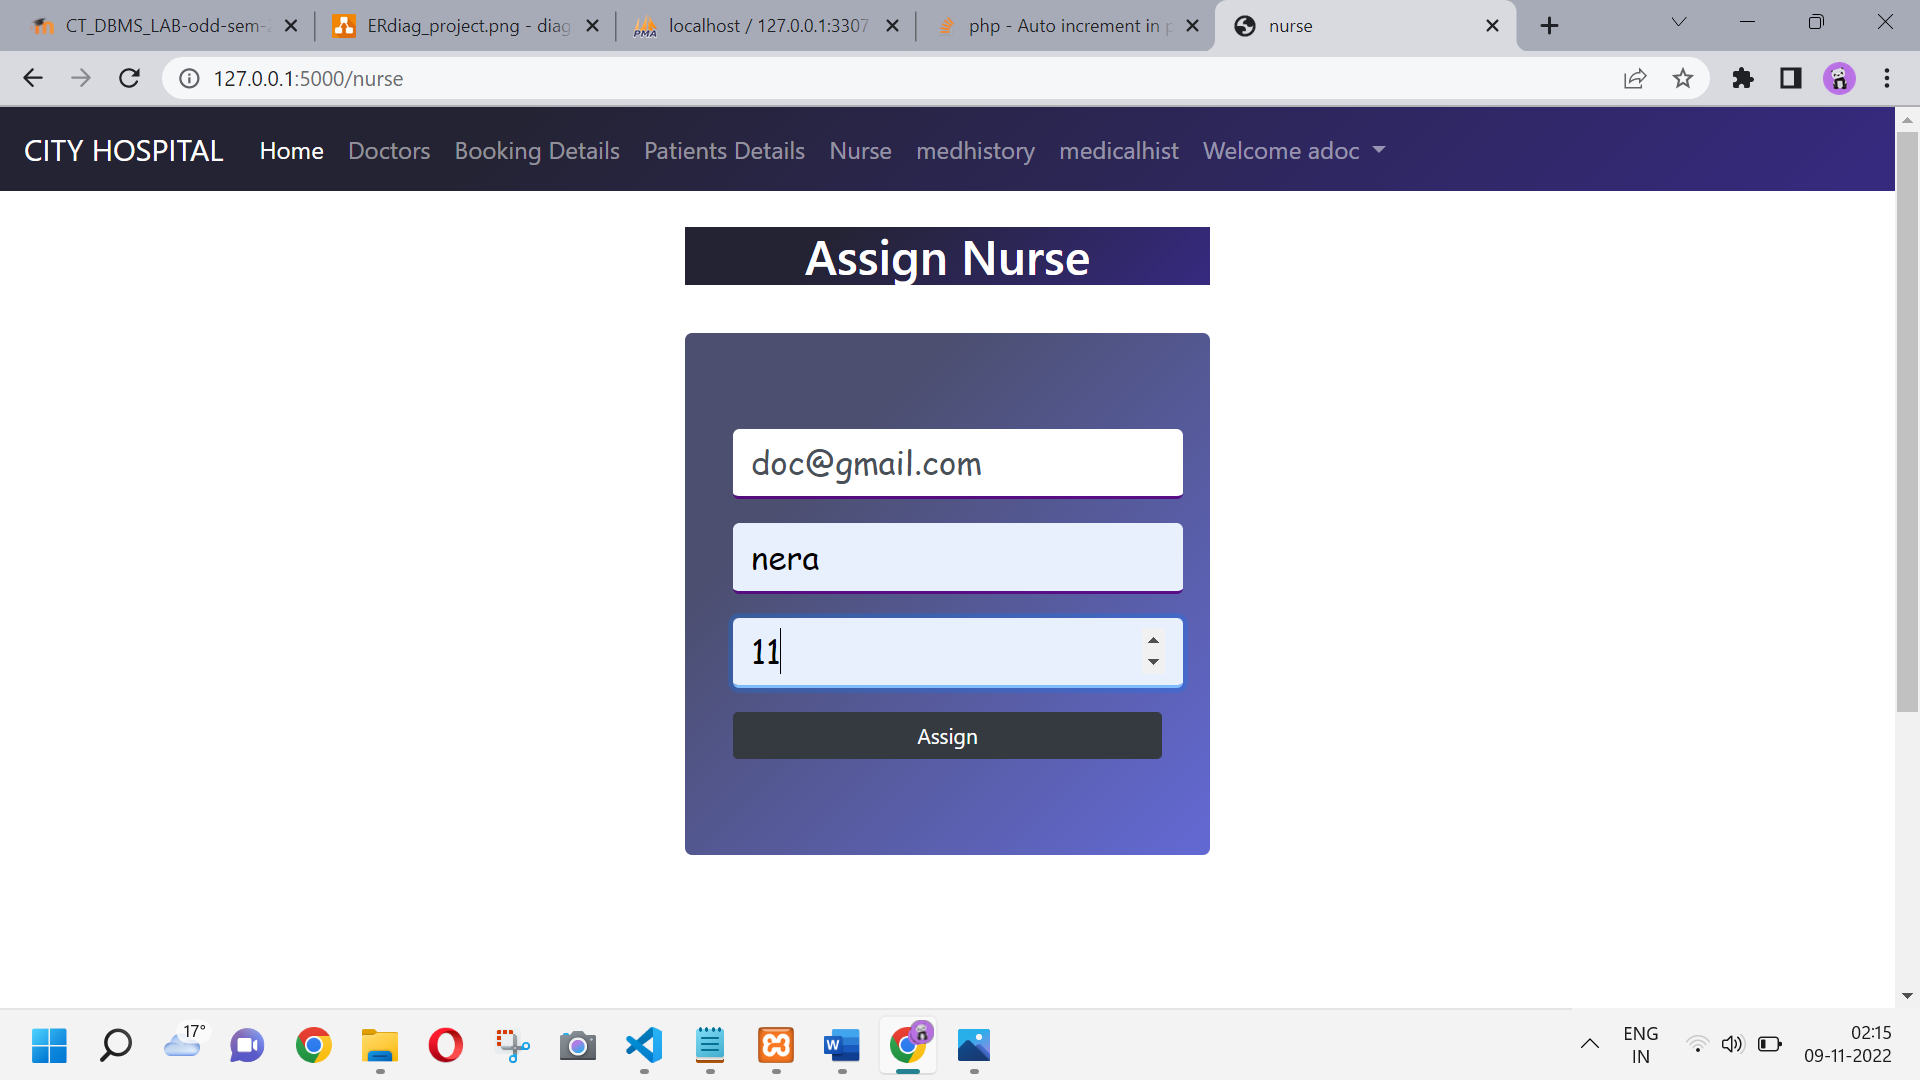 CT_DBMS_LAB-odd-sem-2
ERdiag_project.png - diag
PMA
localhost / 127.0.0.1:3307
php - Auto increment in p
nurse
127.0.0.1:5000/nurse
CITY HOSPITAL Home Doctors Booking Details Patients Details Nurse medhistory medicalhist Welcome adoc
Assign Nurse
doc@gmail.com
nera
11
Assign
17°
W
ENG
IN
02:15
09-11-2022